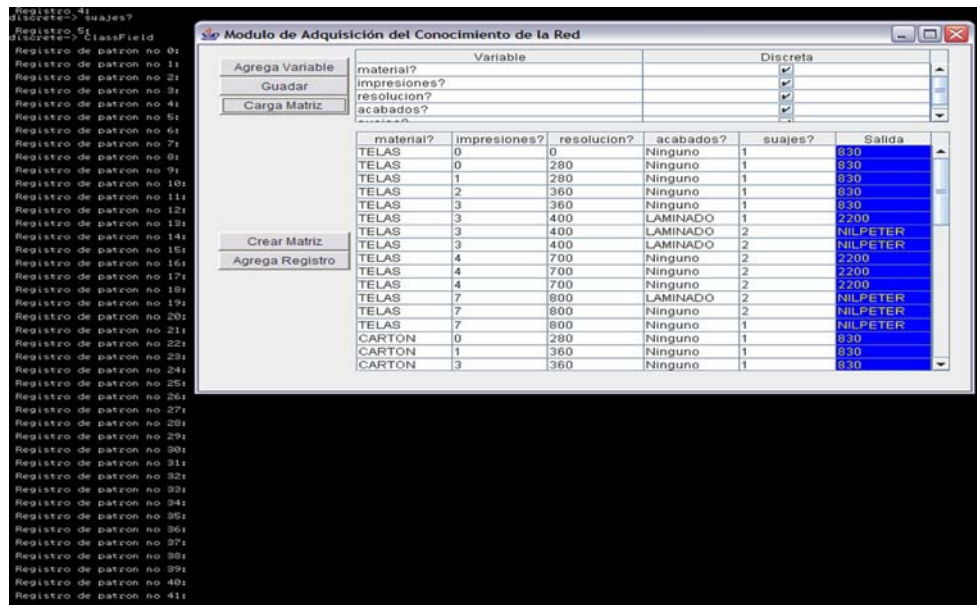 Registro 4:
discrete-> suajes?
Registro 5:
discrete-> ClassField
Registro de patron no 0:
Registro de patron no 1:
Registro de patron no 2:
Registro de patron no 3:
Registro de patron no 4:
Registro de patron no 5:
Registro de patron no 6:
Registro de patron no 7:
Registro de patron no 8:
Registro de patron no 9:
Registro de patron no 10:
Registro de patron no 11:
Registro de patron no 12:
Registro de patron no 13:
Registro de patron no 14:
Registro de patron no 15:
Registro de patron no 16:
Registro de patron no 17:
Registro de patron no 18:
Registro de patron no 19:
Registro de patron no 20:
Registro de patron no 21:
Registro de patron no 22:
Registro de patron no 23:
Registro de patron no 24:
Registro de patron no 25:
Registro de patron no 26:
Registro de patron no 27:
Registro de patron no 28:
Registro de patron no 29:
Registro de patron no 30:
Registro de patron no 31:
Registro de patron no 32:
Registro de patron no 33:
Registro de patron no 34:
Registro de patron no 35:
Registro de patron no 36:
Registro de patron no 37:
Registro de patron no 38:
Registro de patron no 39:
Registro de patron no 40:
Registro de patron no 41:
Modulo de Adquisición del Conocimiento de la Red
Agrega Variable
Guadar
Carga Matriz
Variable Discreta
material?
impresiones?
resolucion?
acabados?
Crear Matriz
Agrega Registro
material? impresiones? resolucion? acabados? suajes? Salida
TELAS 0 0 Ninguno 1 830
TELAS 0 280 Ninguno 1 830
TELAS 1 280 Ninguno 1 830
TELAS 2 360 Ninguno 1 830
TELAS 3 360 Ninguno 1 830
TELAS 3 400 LAMINADO 1 2200
TELAS 3 400 LAMINADO 2 NILPETER
TELAS 3 400 LAMINADO 2 NILPETER
TELAS 4 700 Ninguno 2 2200
TELAS 4 700 Ninguno 2 2200
TELAS 4 700 Ninguno 2 2200
TELAS 7 800 LAMINADO 2 NILPETER
TELAS 7 800 Ninguno 2 NILPETER
TELAS 7 800 Ninguno 1 NILPETER
CARTON 0 280 Ninguno 1 830
CARTON 1 360 Ninguno 1 830
CARTON 3 360 Ninguno 1 830